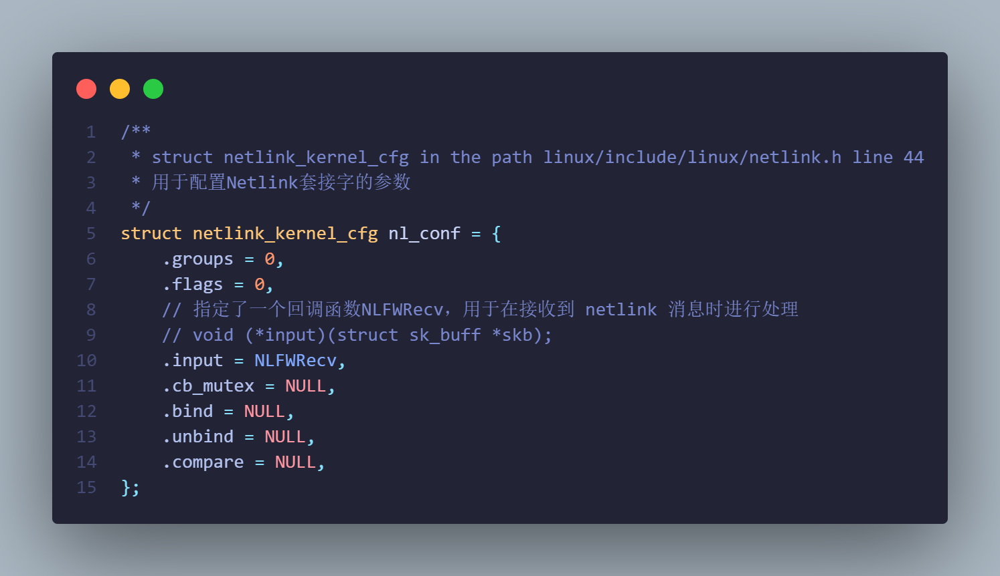 1 /**
2  * struct netlink_kernel_cfg in the path linux/include/linux/netlink.h line 44
3  * 用于配置Netlink套接字的参数
4  */
5 struct netlink_kernel_cfg nl_conf = {
6     .groups = 0,
7     .flags = 0,
8     // 指定了一个回调函数NLFWRecv，用于在接收到 netlink 消息时进行处理
9     // void (*input)(struct sk_buff *skb);
10     .input = NLFWRecv,
11     .cb_mutex = NULL,
12     .bind = NULL,
13     .unbind = NULL,
14     .compare = NULL,
15 };